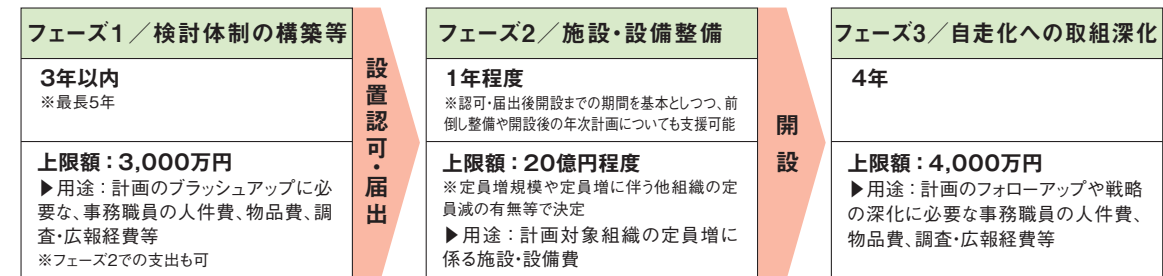 フェーズ1／検討体制の構築等
3年以内
※最長5年
上限額：3,000万円
▶用途：計画のブラッシュアップに必
要な、事務職員の人件費、物品費、調
査・広報経費等
※フェーズ2での支出も可
設置認可・届出
フェーズ2／施設・設備整備
1年程度
※認可・届出後開設までの期間を基本としつつ、前
倒し整備や開設後の年次計画についても支援可能
上限額：20億円程度
※定員増規模や定員増に伴う他組織の定
員減の有無等で決定
▶用途：計画対象組織の定員増に
係る施設・設備費
開設
フェーズ3／自走化への取組深化
4年
上限額：4,000万円
▶用途：計画のフォローアップや戦略
の深化に必要な事務職員の人件費、
物品費、調査・広報経費等